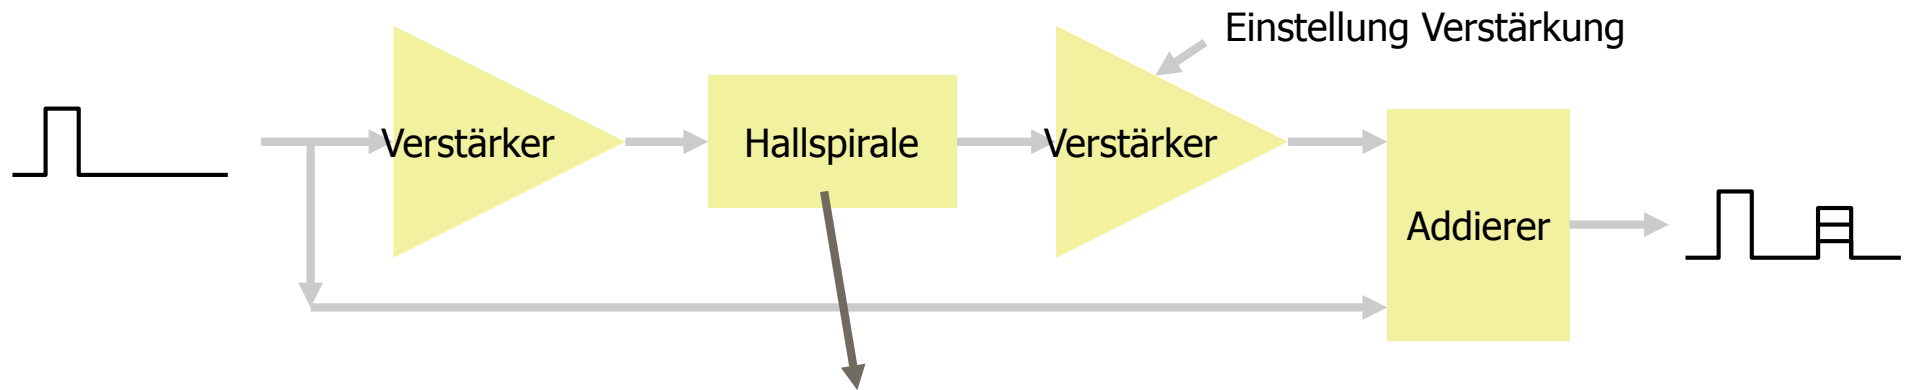 Einstellung Verstärkung
Verstärker
Hallspirale
Verstärker
Addierer